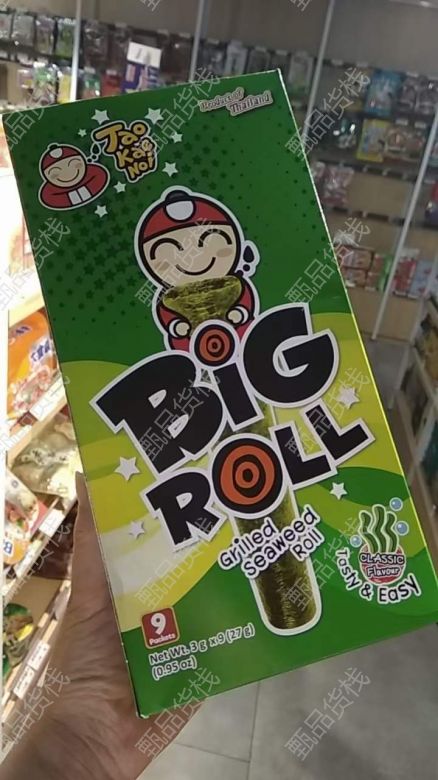 Product of
Thailand
Tao
Kae
Noi
BiG
ROLL
Grilled
Seaweed
Roll
CLASSIC
Flavour
Tasty & Easy
9
Packets
Net Wt. 3 g x 9 (27 g)
(0.95 oz)
甄品货栈